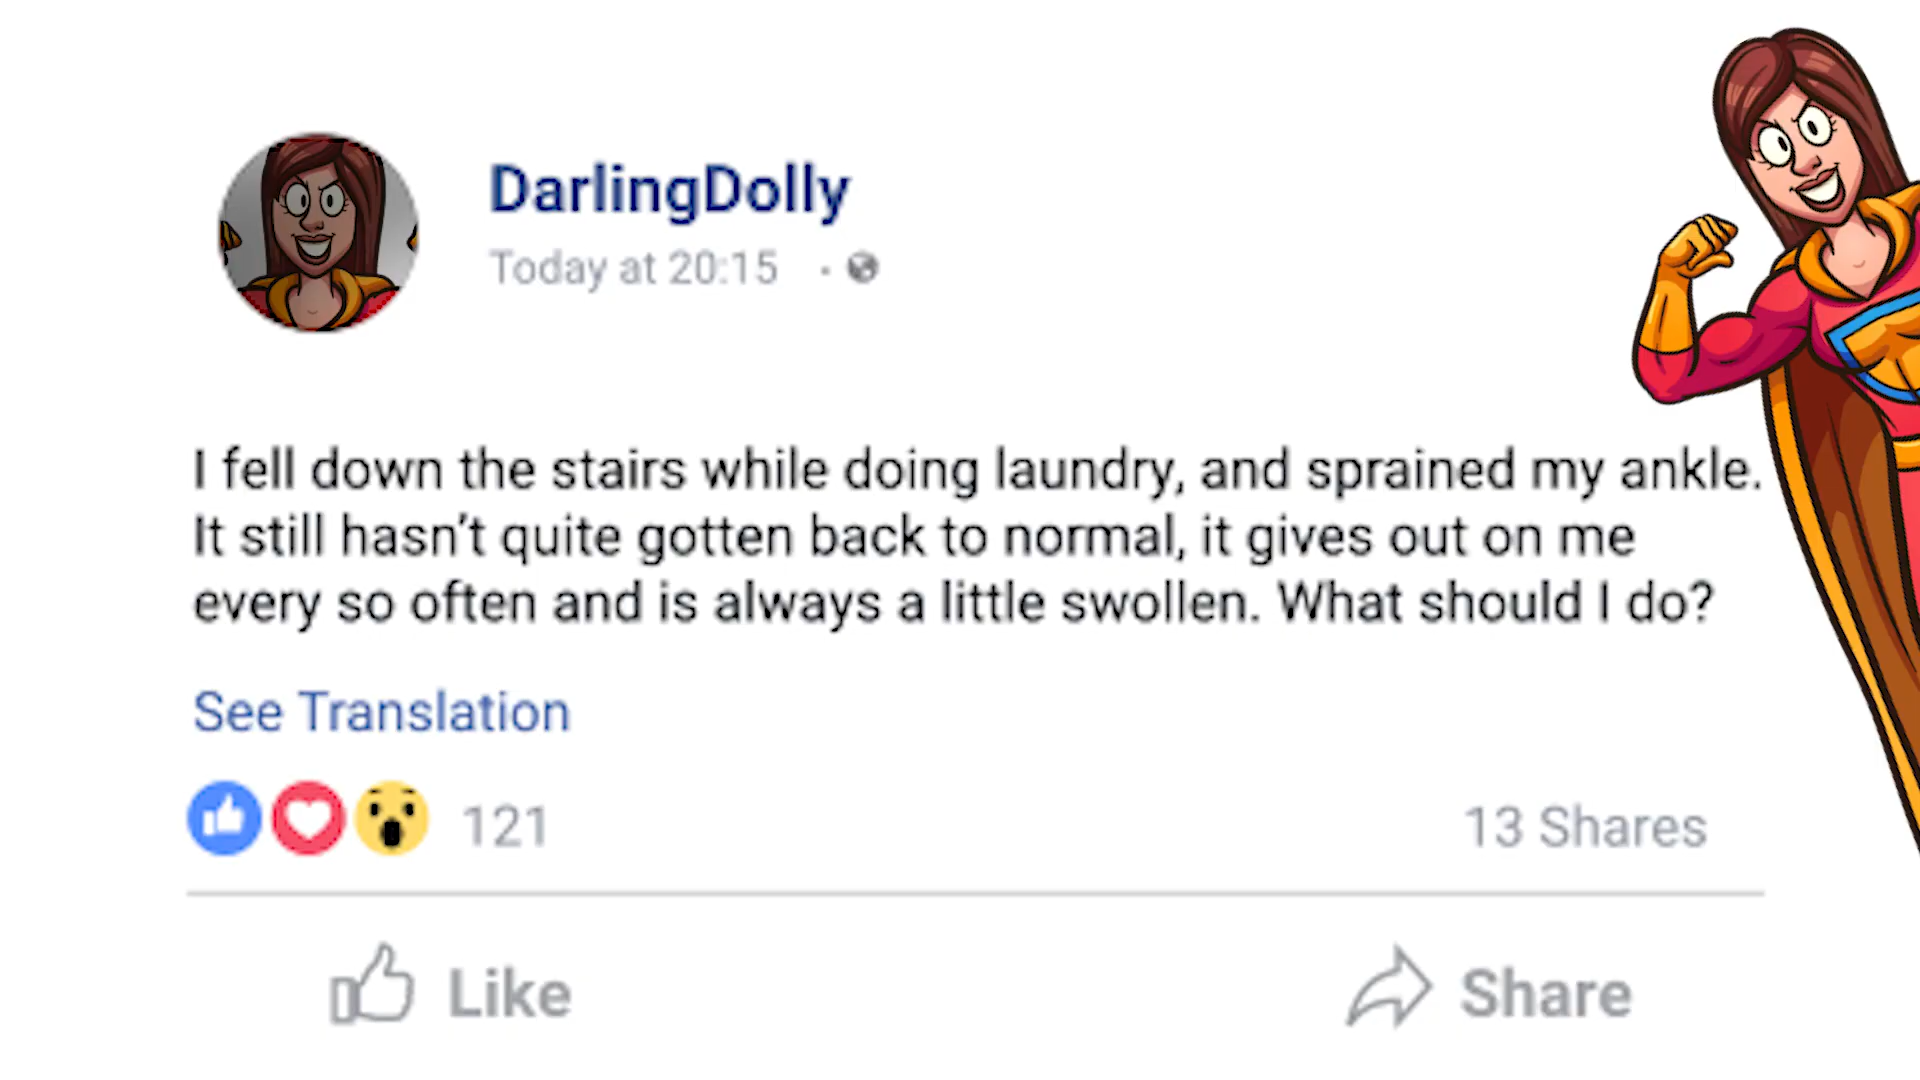 DarlingDolly
Today at 20:15
I fell down the stairs while doing laundry, and sprained my ankle.
It still hasn’t quite gotten back to normal, it gives out on me
every so often and is always a little swollen. What should I do?
See Translation
121
13 Shares
Like
Share